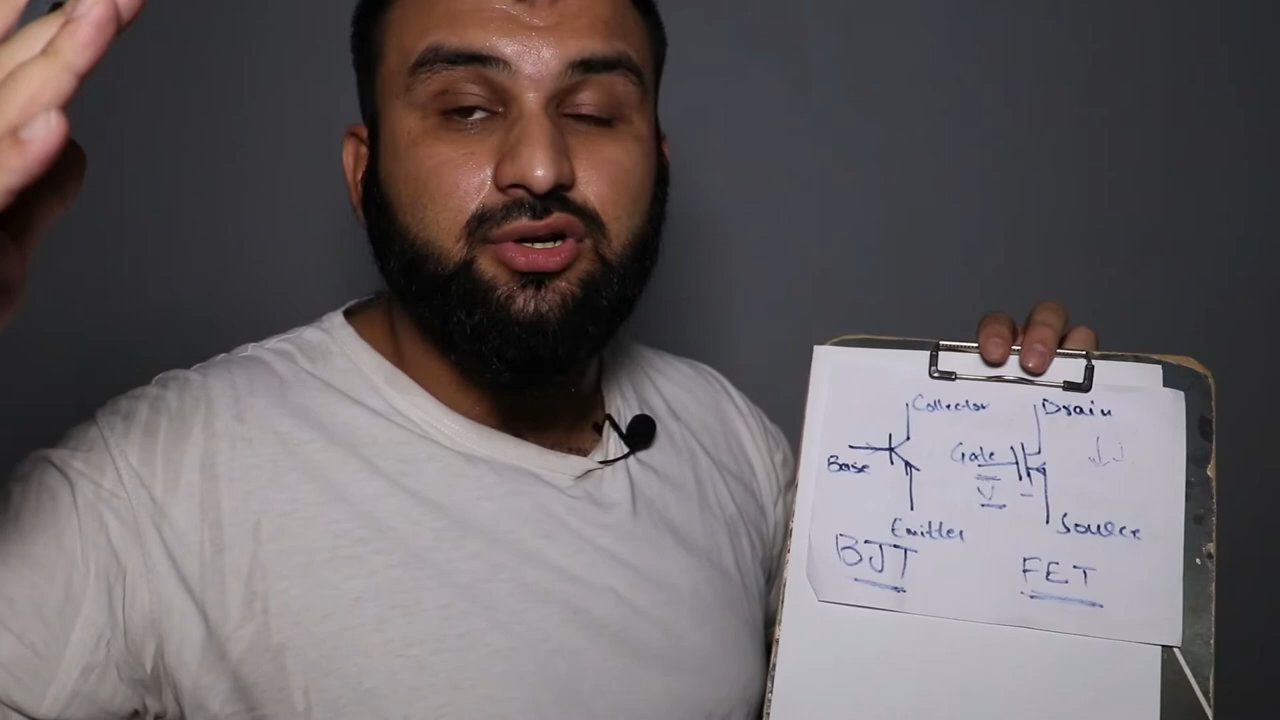 Collector
Drain
Base
Gate
V
Emitter
Source
BJT
FET